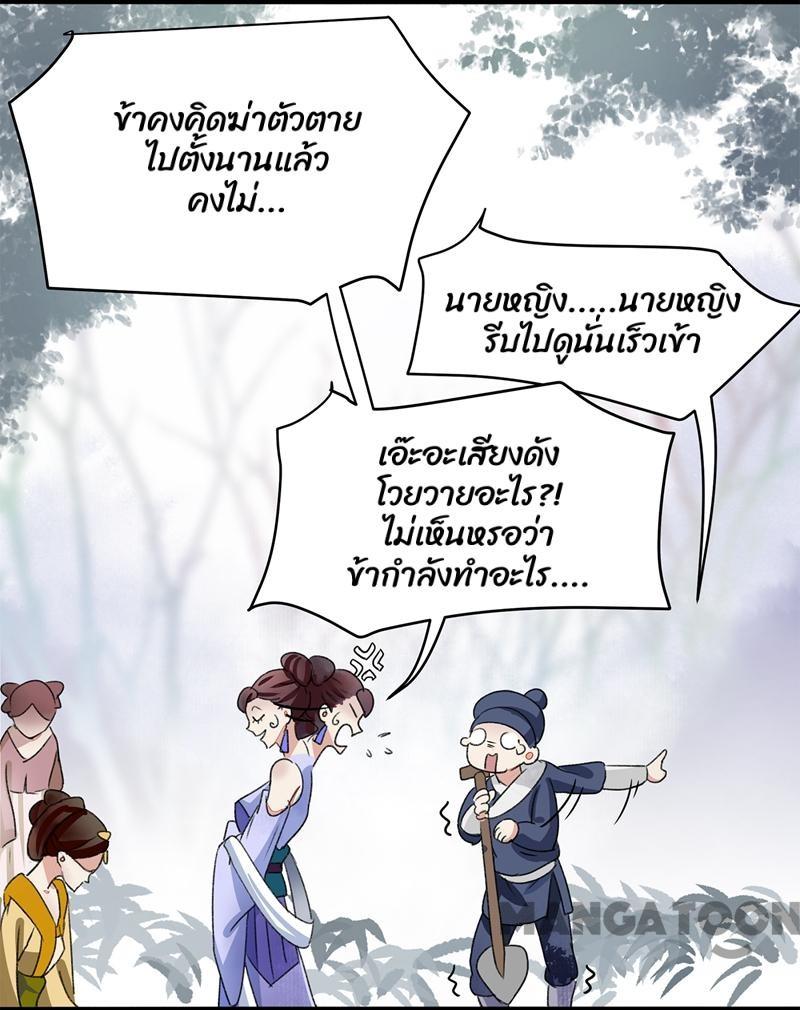 ข้าคงคิดฆ่าตัวตาย
ไปตั้งนานแล้ว
คงไม่...
นายหญิง.....นายหญิง
รีบไปดูนั่นเร็วเข้า
เอ๊ะอะเสียงดัง
โวยวายอะไร?!
ไม่เห็นหรอว่า
ข้ากำลังทำอะไร....
MANGA TOON